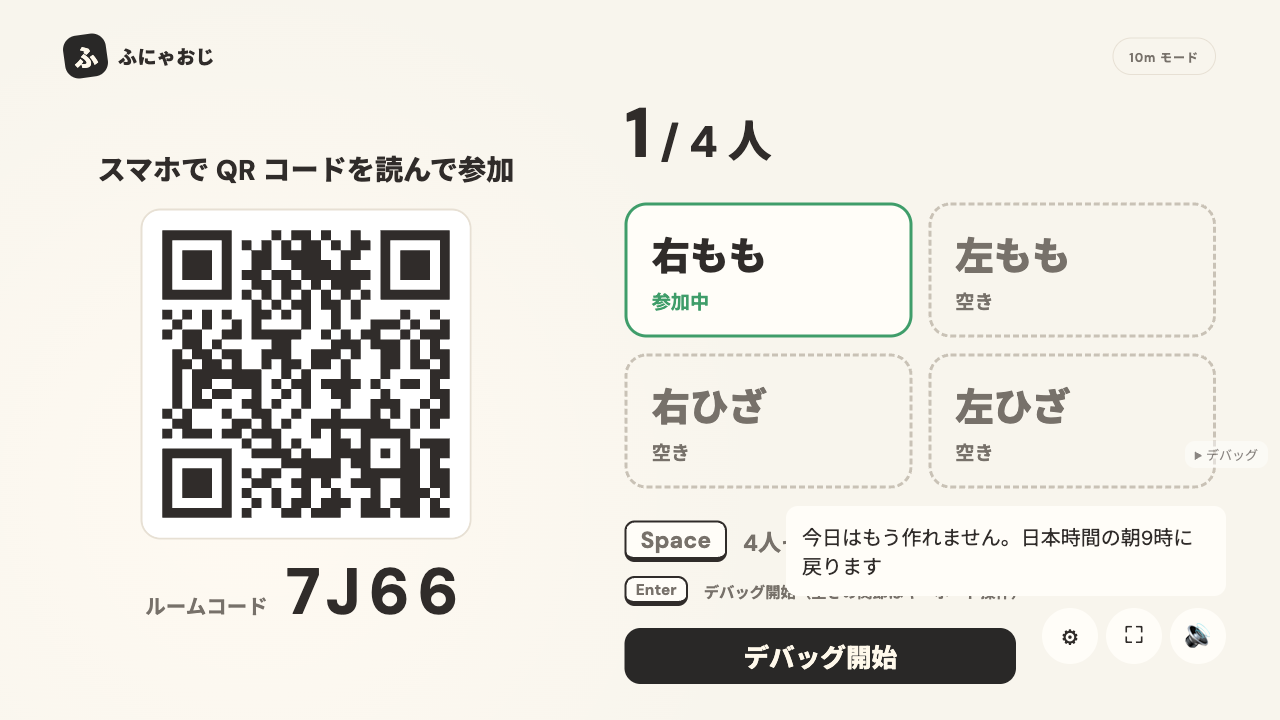 ふ ふにゃおじ
10m モード
スマホで QR コードを読んで参加
ルームコード 7J66
1 / 4 人
右もも
参加中
左もも
空き
右ひざ
空き
左ひざ
空き
▶ デバッグ
Space 4人
今日はもう作れません。日本時間の朝9時に
戻ります
Enter デバッグ開始
デバッグ開始